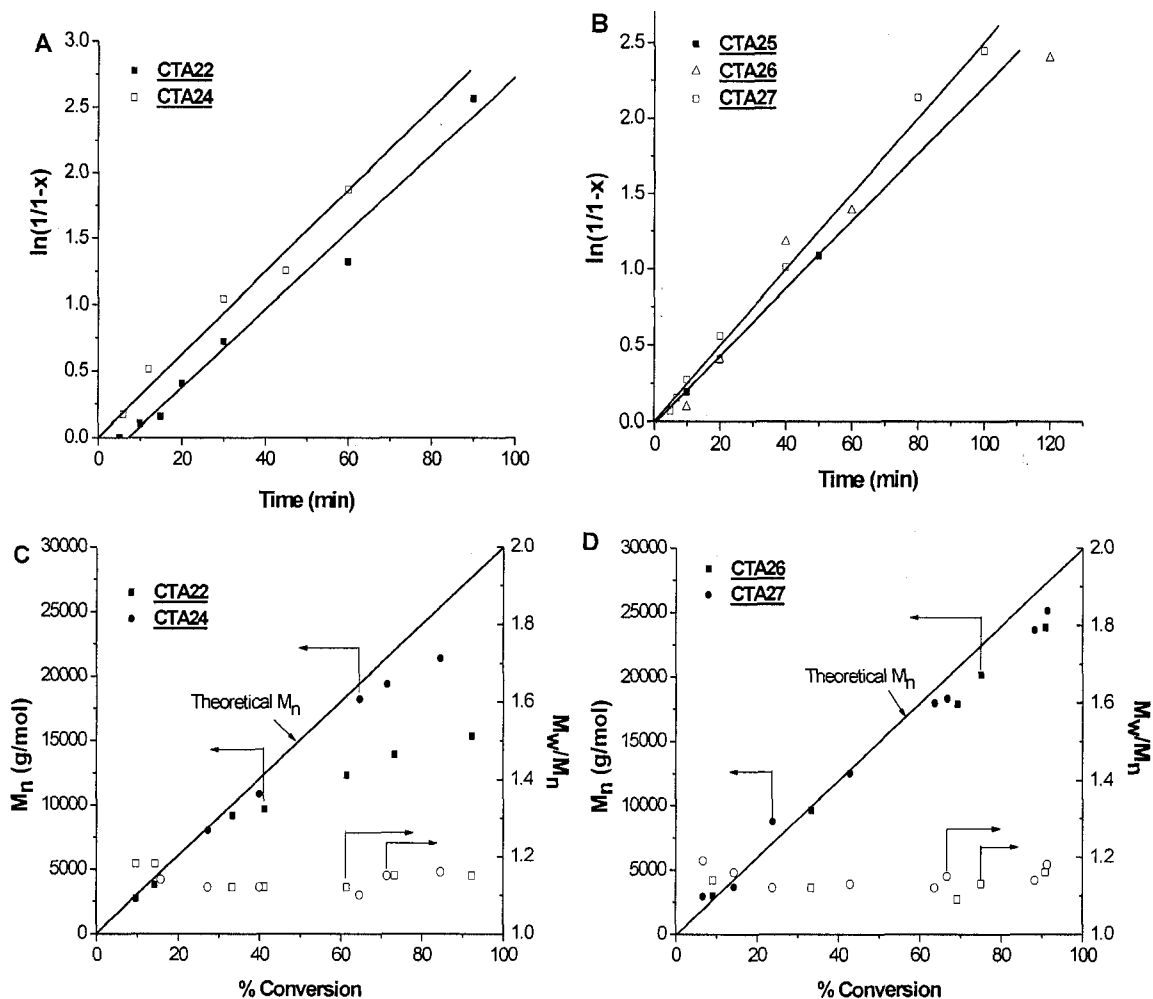 A
CTA22
CTA24
3.0
2.5
2.0
1.5
1.0
0.5
0.0
ln(1/1-x)
0 20 40 60 80 100
Time (min)
B
CTA25
CTA26
CTA27
2.5
2.0
1.5
1.0
0.5
0.0
ln(1/1-x)
0 20 40 60 80 100 120
Time (min)
C
CTA22
CTA24
30000
25000
20000
15000
10000
5000
0
Mn (g/mol)
Theoretical Mn
2.0
1.8
1.6
1.4
1.2
1.0
Mw/Mn
0 20 40 60 80 100
% Conversion
D
CTA26
CTA27
30000
25000
20000
15000
10000
5000
0
Mn (g/mol)
Theoretical Mn
2.0
1.8
1.6
1.4
1.2
1.0
Mw/Mn
0 20 40 60 80 100
% Conversion